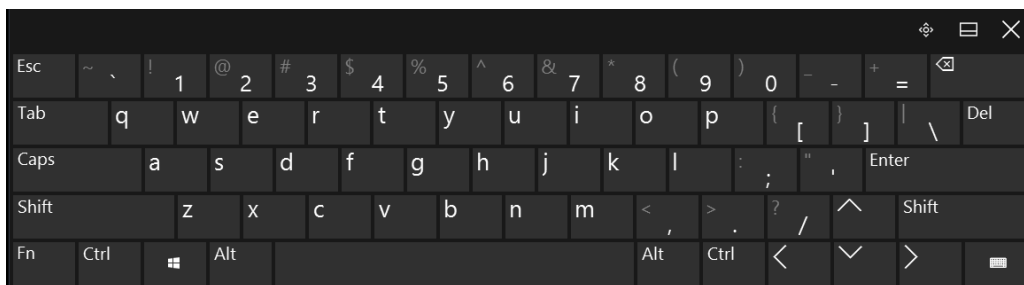 Esc ~ ` ! 1 @ 2 # 3 $ 4 % 5 ^ 6 & 7 * 8 ( 9 ) 0 _ - + =
Tab q w e r t y u i o p { [ } ] | \ Del
Caps a s d f g h j k l : ; " ' Enter
Shift z x c v b n m < , > . ? / Shift
Fn Ctrl Alt Alt Ctrl